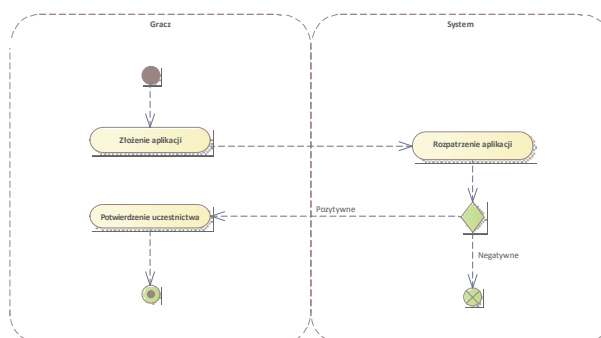 Gracz
System
Złożenie aplikacji
Rozpatrzenie aplikacji
Potwierdzenie uczestnictwa
Pozytywne
Negatywne